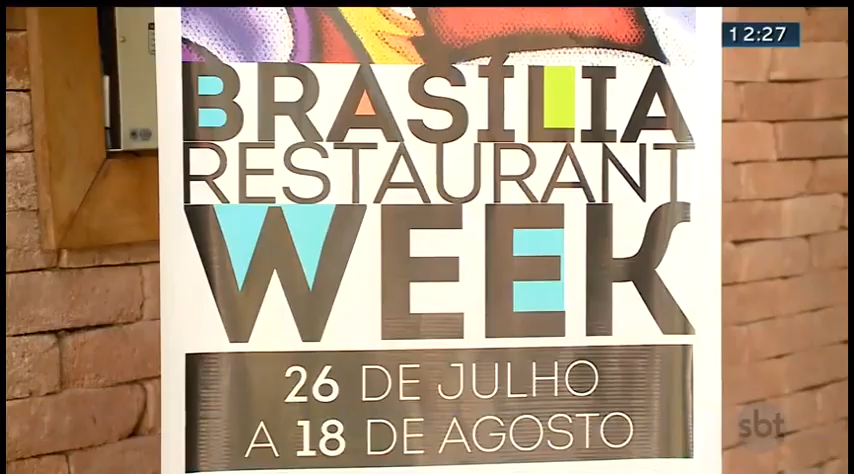 12:27
BRASÍLIA
RESTAURANT
WEEK
26 DE JULHO
A 18 DE AGOSTO
sbt